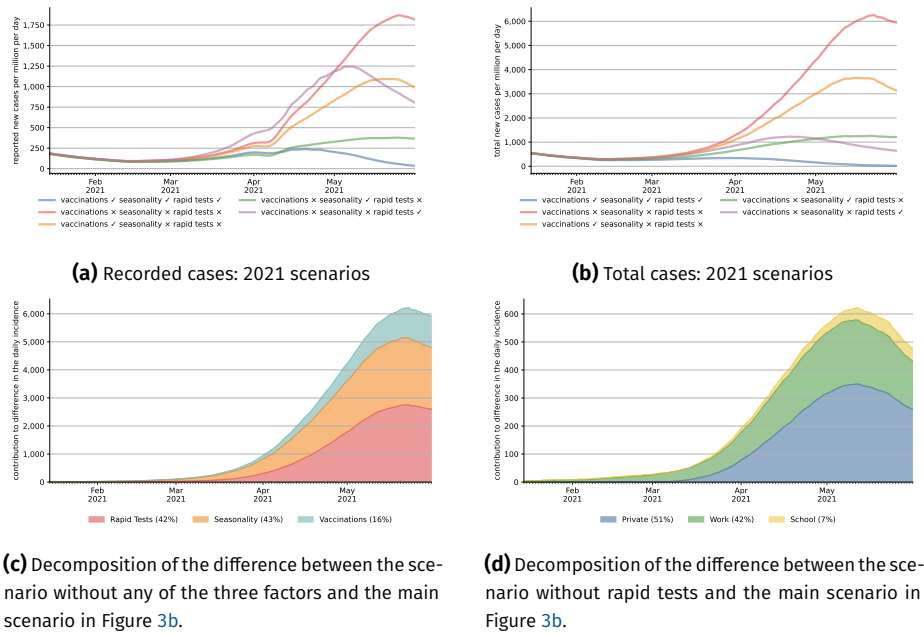 reported new cases per million per day
1,750
1,500
1,250
1,000
750
500
250
0
Feb
2021
Mar
2021
Apr
2021
May
2021
vaccinations ✓ seasonality ✓ rapid tests ✓
vaccinations × seasonality × rapid tests ×
vaccinations ✓ seasonality × rapid tests ×
vaccinations × seasonality ✓ rapid tests ×
vaccinations × seasonality × rapid tests ✓
(a) Recorded cases: 2021 scenarios
total new cases per million per day
6,000
5,000
4,000
3,000
2,000
1,000
0
Feb
2021
Mar
2021
Apr
2021
May
2021
vaccinations ✓ seasonality ✓ rapid tests ✓
vaccinations × seasonality × rapid tests ×
vaccinations ✓ seasonality × rapid tests ×
vaccinations × seasonality ✓ rapid tests ×
vaccinations × seasonality × rapid tests ✓
(b) Total cases: 2021 scenarios
contribution to difference in the daily incidence
6,000
5,000
4,000
3,000
2,000
1,000
0
Feb
2021
Mar
2021
Apr
2021
May
2021
Rapid Tests (42%) Seasonality (43%) Vaccinations (16%)
(c) Decomposition of the difference between the sce-
nario without any of the three factors and the main
scenario in Figure 3b.
contribution to difference in the daily incidence
600
500
400
300
200
100
0
Feb
2021
Mar
2021
Apr
2021
May
2021
Private (51%) Work (42%) School (7%)
(d) Decomposition of the difference between the sce-
nario without rapid tests and the main scenario in
Figure 3b.